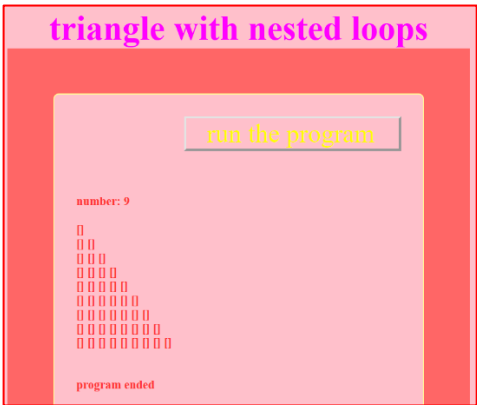 triangle with nested loops
run the program
number: 9
[]
[] []
[] [] []
[] [] [] []
[] [] [] [] []
[] [] [] [] [] []
[] [] [] [] [] [] []
[] [] [] [] [] [] [] []
[] [] [] [] [] [] [] [] []
program ended